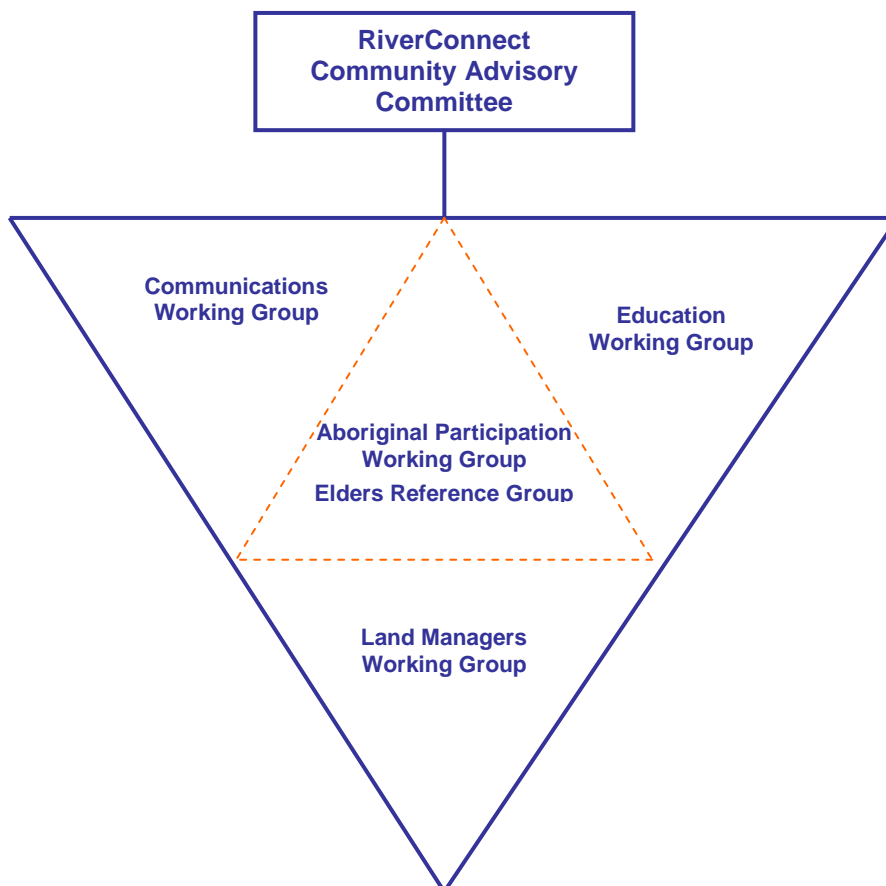 RiverConnect
Community Advisory
Committee
Communications
Working Group
Education
Working Group
Aboriginal Participation
Working Group
Elders Reference Group
Land Managers
Working Group